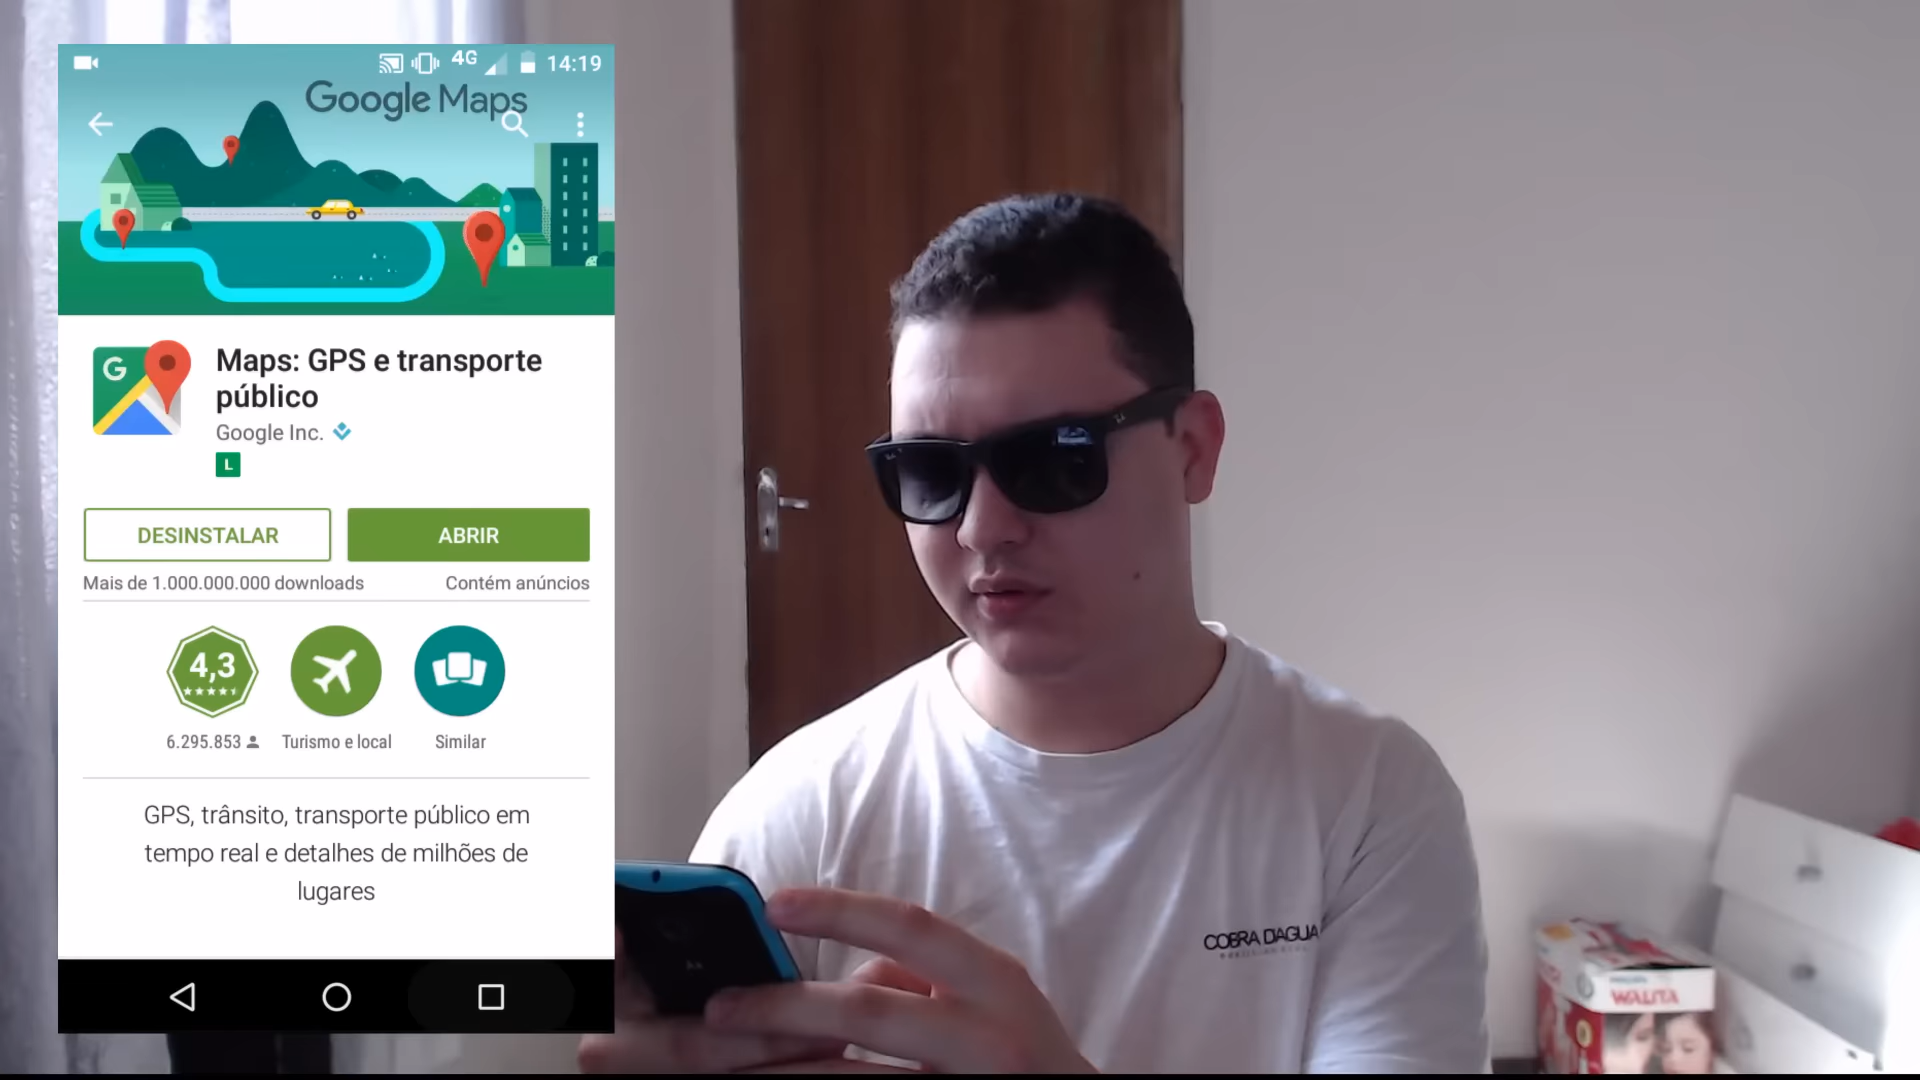 4G 14:19
Google Maps
G
Maps: GPS e transporte
público
Google Inc.
L
DESINSTALAR ABRIR
Mais de 1.000.000.000 downloads Contém anúncios
4,3
6.295.853 Turismo e local Similar
GPS, trânsito, transporte público em
tempo real e detalhes de milhões de
lugares
COBRA DAGUA
WALITA